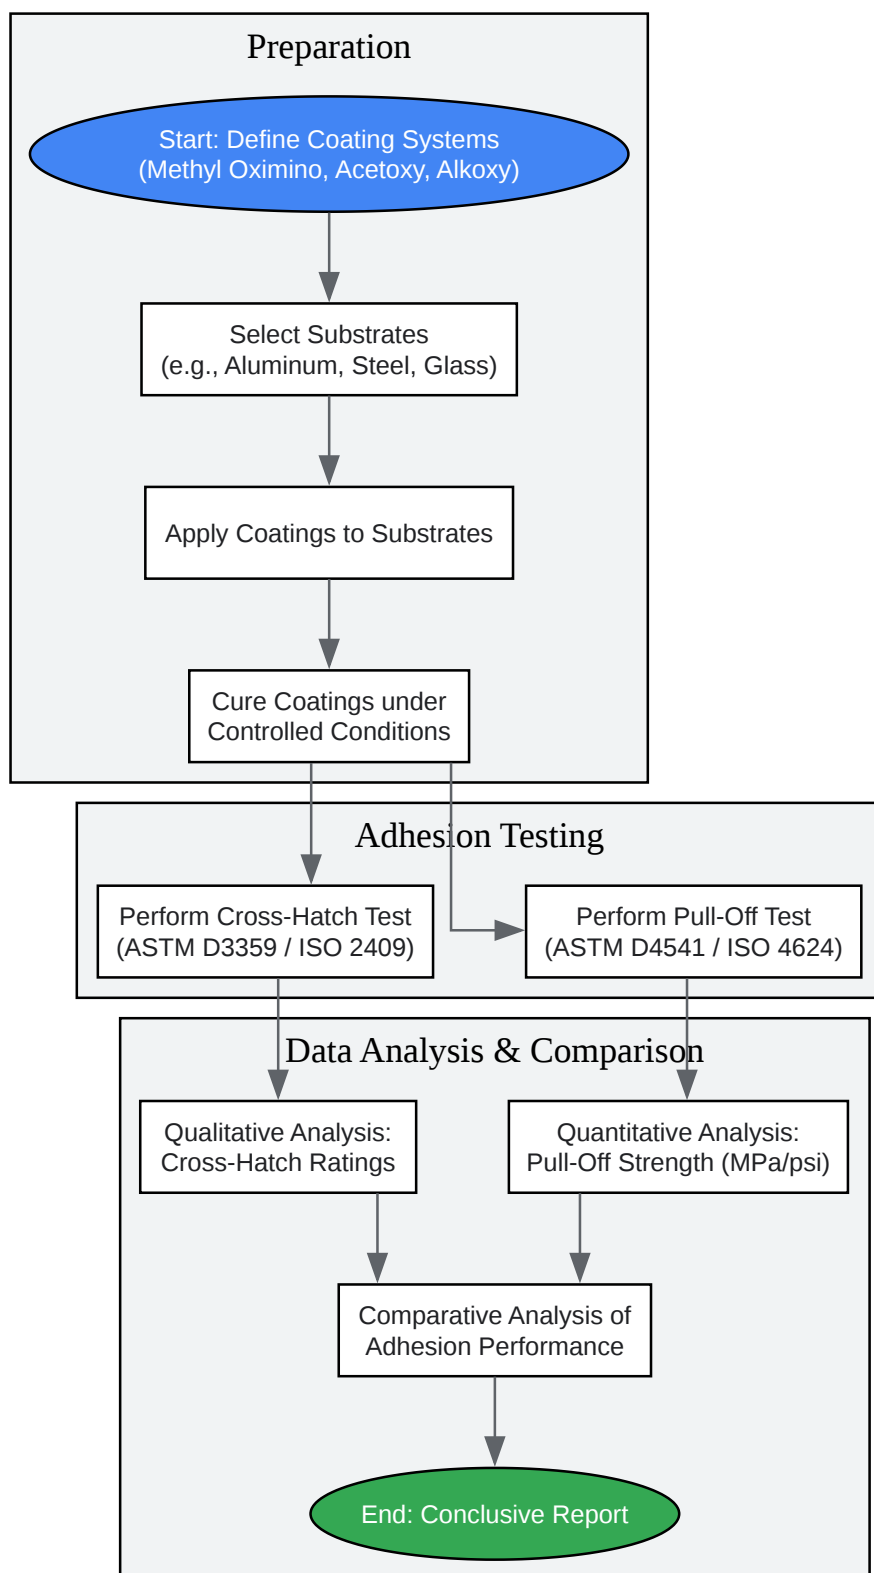 Preparation
Start: Define Coating Systems
(Methyl Oximino, Acetoxy, Alkoxy)
Select Substrates
(e.g., Aluminum, Steel, Glass)
Apply Coatings to Substrates
Cure Coatings under
Controlled Conditions
Adhesion Testing
Perform Cross-Hatch Test
(ASTM D3359 / ISO 2409)
Perform Pull-Off Test
(ASTM D4541 / ISO 4624)
Data Analysis & Comparison
Qualitative Analysis:
Cross-Hatch Ratings
Quantitative Analysis:
Pull-Off Strength (MPa/psi)
Comparative Analysis of
Adhesion Performance
End: Conclusive Report